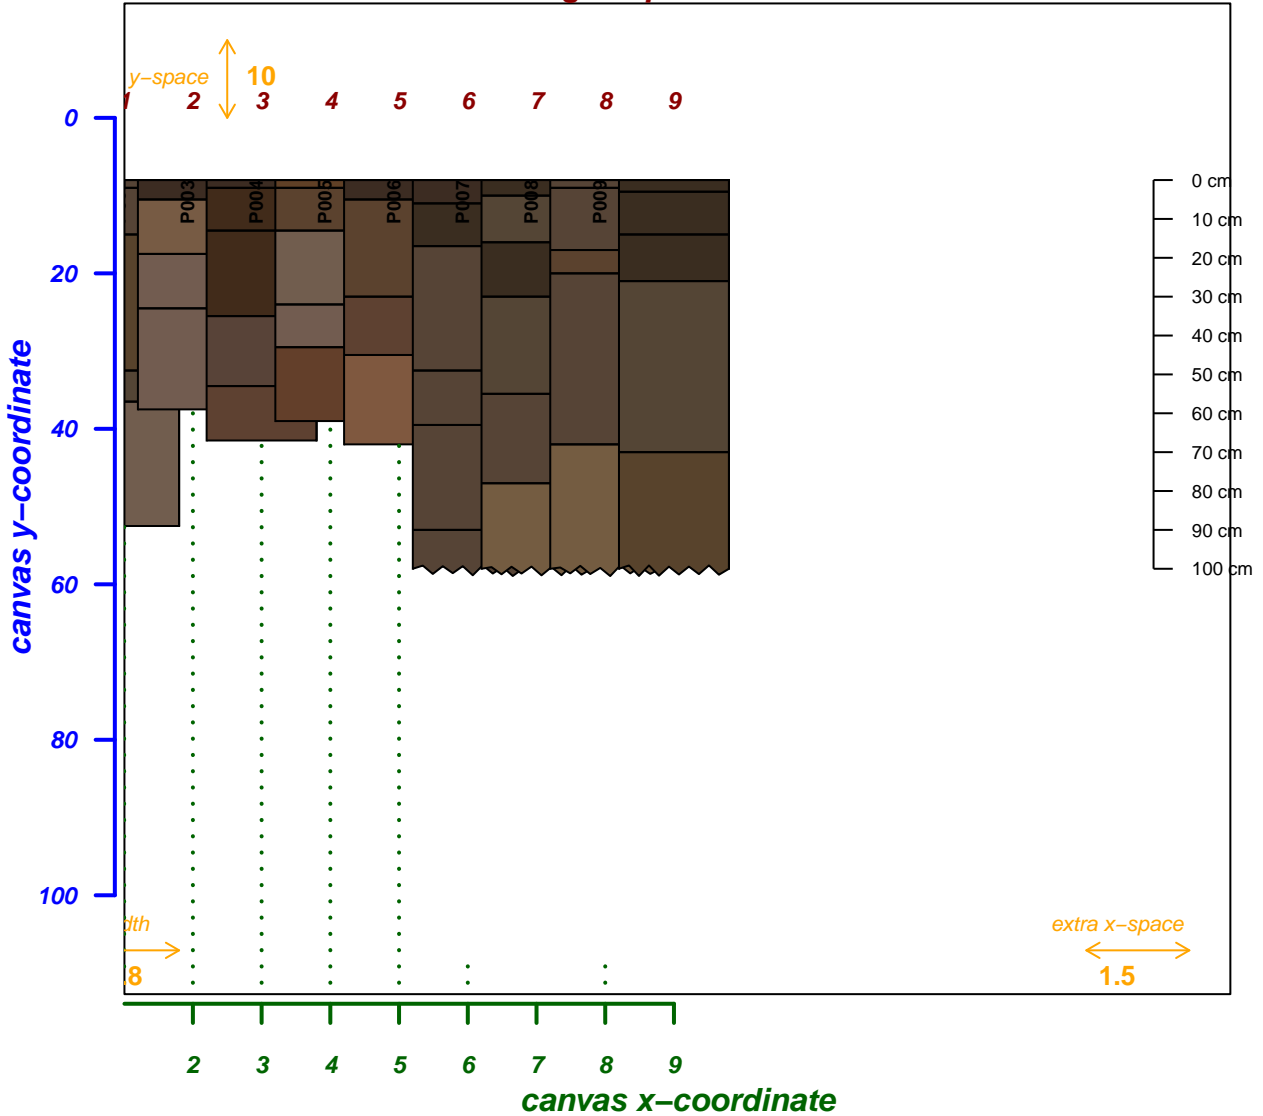 y−space 10
1 2 3 4 5 6 7 8 9
0
20
40
60
80
100
canvas y−coordinate
P003 P004 P005 P006 P007 P008 P009
0 cm
10 cm
20 cm
30 cm
40 cm
50 cm
60 cm
70 cm
80 cm
90 cm
100 cm
dth
.8
extra x−space
1.5
2 3 4 5 6 7 8 9
canvas x−coordinate